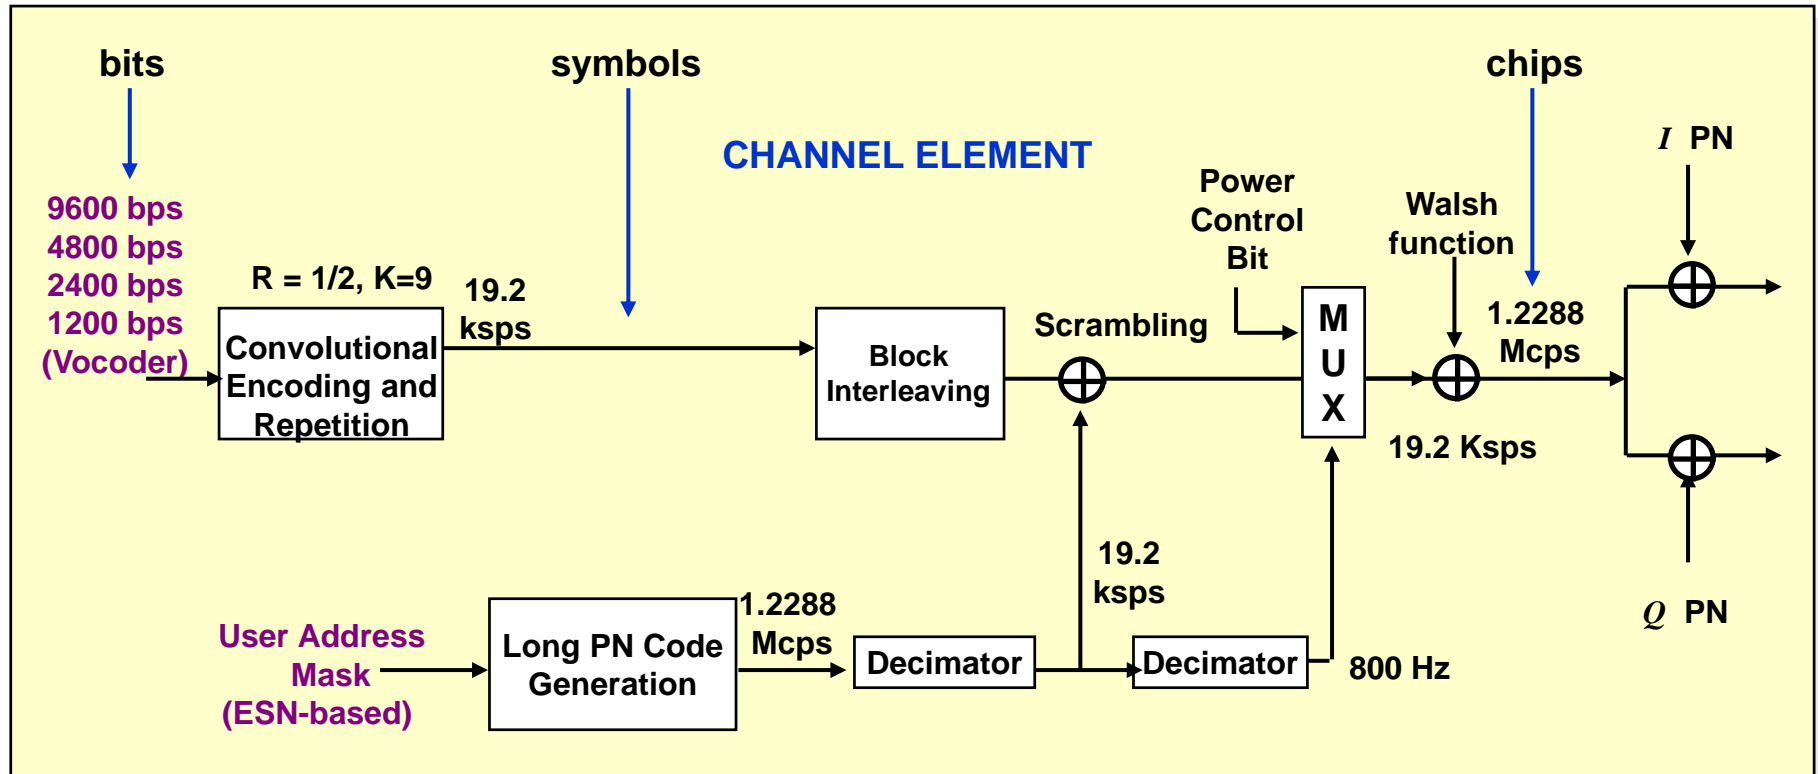 bits
symbols
chips
CHANNEL ELEMENT
I PN
Power
Control
Bit
Walsh
function
9600 bps
4800 bps
2400 bps
1200 bps
(Vocoder)
R = 1/2, K=9
19.2
ksps
Convolutional
Encoding and
Repetition
Block
Interleaving
Scrambling
M
U
X
1.2288
Mcps
19.2 Ksps
19.2
ksps
Q PN
User Address
Mask
(ESN-based)
Long PN Code
Generation
1.2288
Mcps
Decimator
Decimator
800 Hz